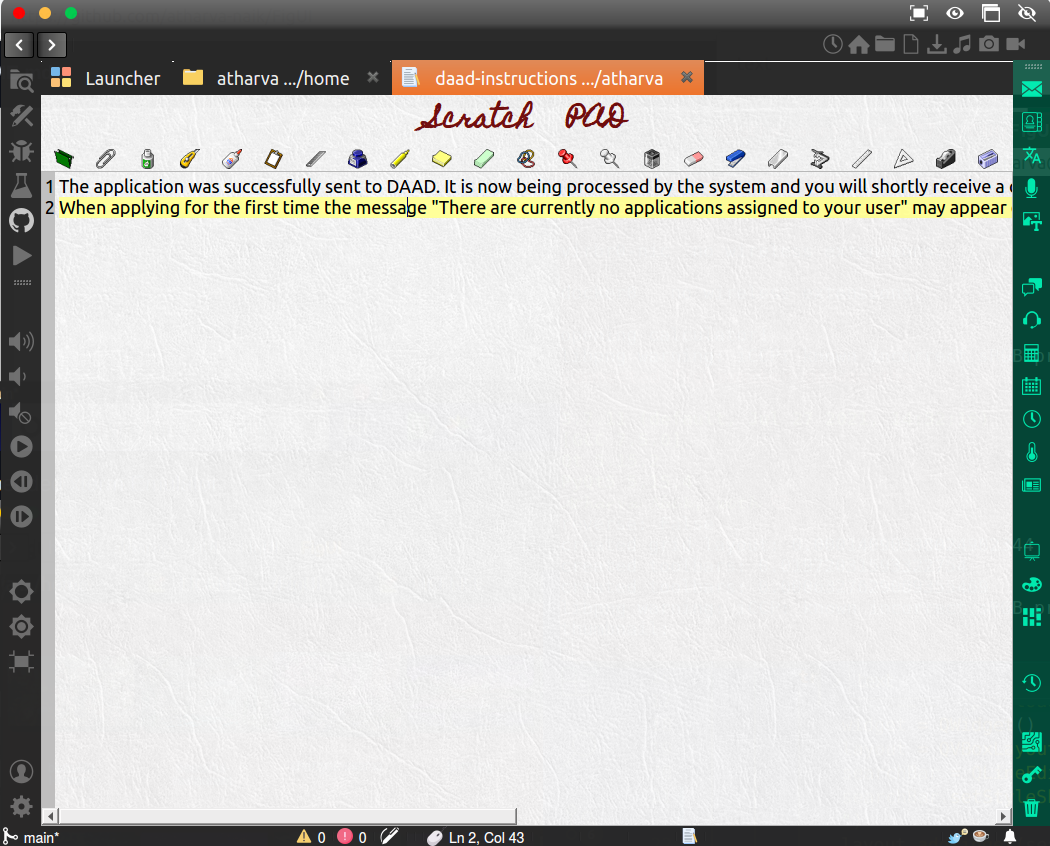 Launcher
atharva .../home
daad-instructions .../atharva
Scratch PAD
1 The application was successfully sent to DAAD. It is now being processed by the system and you will shortly receive a
2 When applying for the first time the message "There are currently no applications assigned to your user" may appear
main*
0
0
Ln 2, Col 43